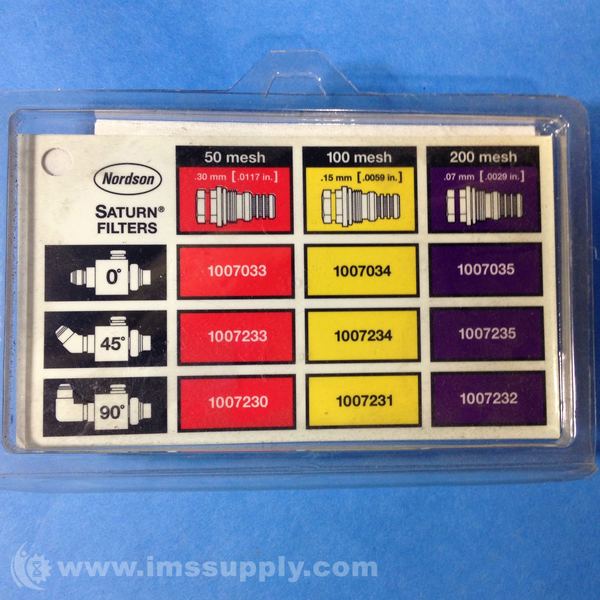 Nordson
SATURN® FILTERS
50 mesh 100 mesh 200 mesh
.30 mm [.0117 in.] .15 mm [.0059 in.] .07 mm [.0029 in.]
0° 1007033 1007034 1007035
45° 1007233 1007234 1007235
90° 1007230 1007231 1007232
www.imssupply.com